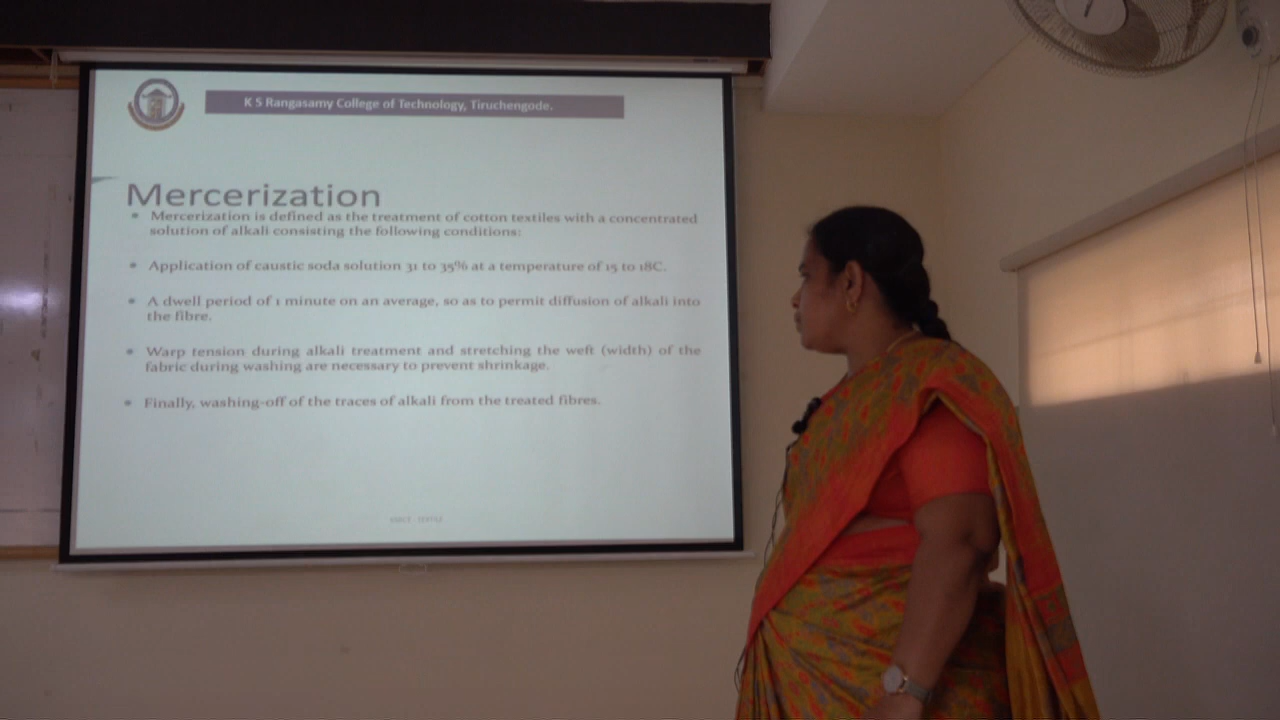 K S Rangasamy College of Technology, Tiruchengode.
Mercerization
• Mercerization is defined as the treatment of cotton textiles with a concentrated
solution of alkali consisting the following conditions:
• Application of caustic soda solution 31 to 35% at a temperature of 15 to 18C.
• A dwell period of 1 minute on an average, so as to permit diffusion of alkali into
the fibre.
• Warp tension during alkali treatment and stretching the weft (width) of the
fabric during washing are necessary to prevent shrinkage.
• Finally, washing-off of the traces of alkali from the treated fibres.